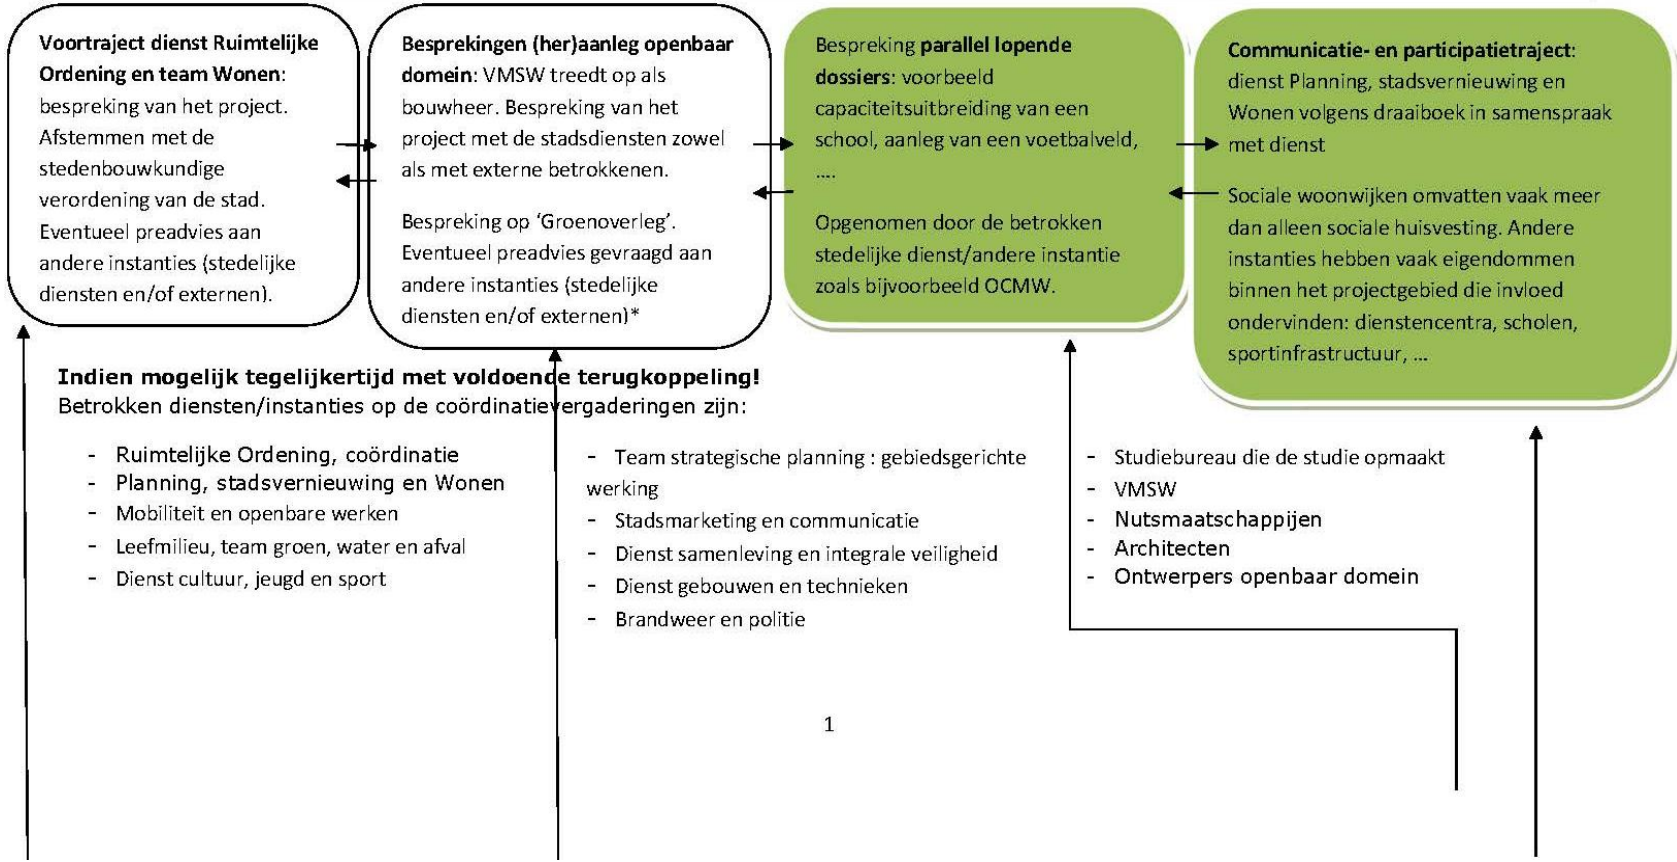 Voortraject dienst Ruimtelijke
Ordening en team Wonen:
bespreking van het project.
Afstemmen met de
stedenbouwkundige
verordening van de stad.
Eventueel preadvies aan
andere instanties (stedelijke
diensten en/of externen).
Besprekingen (her)aanleg openbaar
domein: VMSW treedt op als
bouwheer. Bespreking van het
project met de stadsdiensten zowel
als met externe betrokkenen.
Bespreking op ‘Groenoverleg’.
Eventueel preadvies gevraagd aan
andere instanties (stedelijke
diensten en/of externen)*
Bespreking parallel lopende
dossiers: voorbeeld
capaciteitsuitbreiding van een
school, aanleg van een voetbalveld,
....
Opgenomen door de betrokken
stedelijke dienst/andere instantie
zoals bijvoorbeeld OCMW.
Communicatie- en participatietraject:
dienst Planning, stadsvernieuwing en
Wonen volgens draaiboek in samenspraak
met dienst
Sociale woonwijken omvatten vaak meer
dan alleen sociale huisvesting. Andere
instanties hebben vaak eigendommen
binnen het projectgebied die invloed
ondervinden: dienstencentra, scholen,
sportinfrastructuur, ...
Indien mogelijk tegelijkertijd met voldoende terugkoppeling!
Betrokken diensten/instanties op de coördinatievergaderingen zijn:
- Ruimtelijke Ordening, coördinatie
- Planning, stadsvernieuwing en Wonen
- Mobiliteit en openbare werken
- Leefmilieu, team groen, water en afval
- Dienst cultuur, jeugd en sport
- Team strategische planning : gebiedsgerichte
werking
- Stadsmarketing en communicatie
- Dienst samenleving en integrale veiligheid
- Dienst gebouwen en technieken
- Brandweer en politie
- Studiebureau die de studie opmaakt
- VMSW
- Nutsmaatschappijen
- Architecten
- Ontwerpers openbaar domein
1